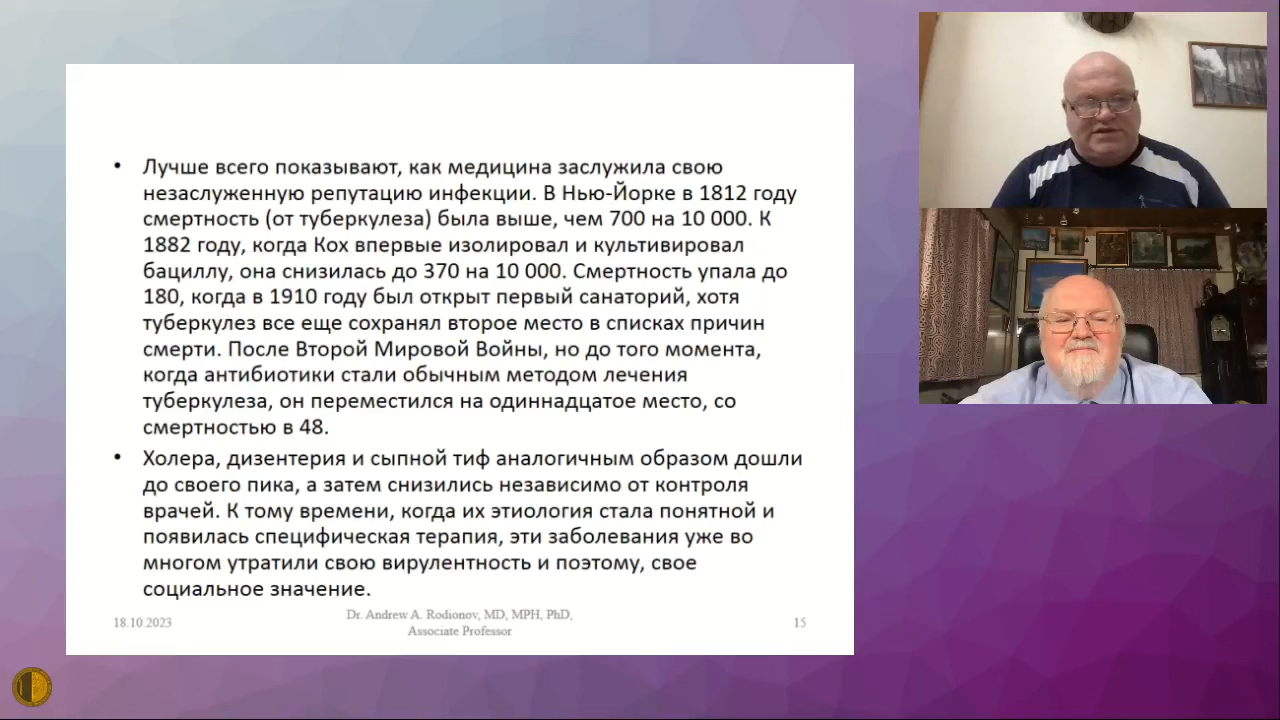 • Лучше всего показывают, как медицина заслужила свою
незаслуженную репутацию инфекции. В Нью-Йорке в 1812 году
смертность (от туберкулеза) была выше, чем 700 на 10 000. К
1882 году, когда Кох впервые изолировал и культивировал
бациллу, она снизилась до 370 на 10 000. Смертность упала до
180, когда в 1910 году был открыт первый санаторий, хотя
туберкулез все еще сохранял второе место в списках причин
смерти. После Второй Мировой Войны, но до того момента,
когда антибиотики стали обычным методом лечения
туберкулеза, он переместился на одиннадцатое место, со
смертностью в 48.
• Холера, дизентерия и сыпной тиф аналогичным образом дошли
до своего пика, а затем снизились независимо от контроля
врачей. К тому времени, когда их этиология стала понятной и
появилась специфическая терапия, эти заболевания уже во
многом утратили свою вирулентность и поэтому, свое
социальное значение.
18.10.2023
Dr. Andrew A. Rodionov, MD, MPH, PhD,
Associate Professor
15